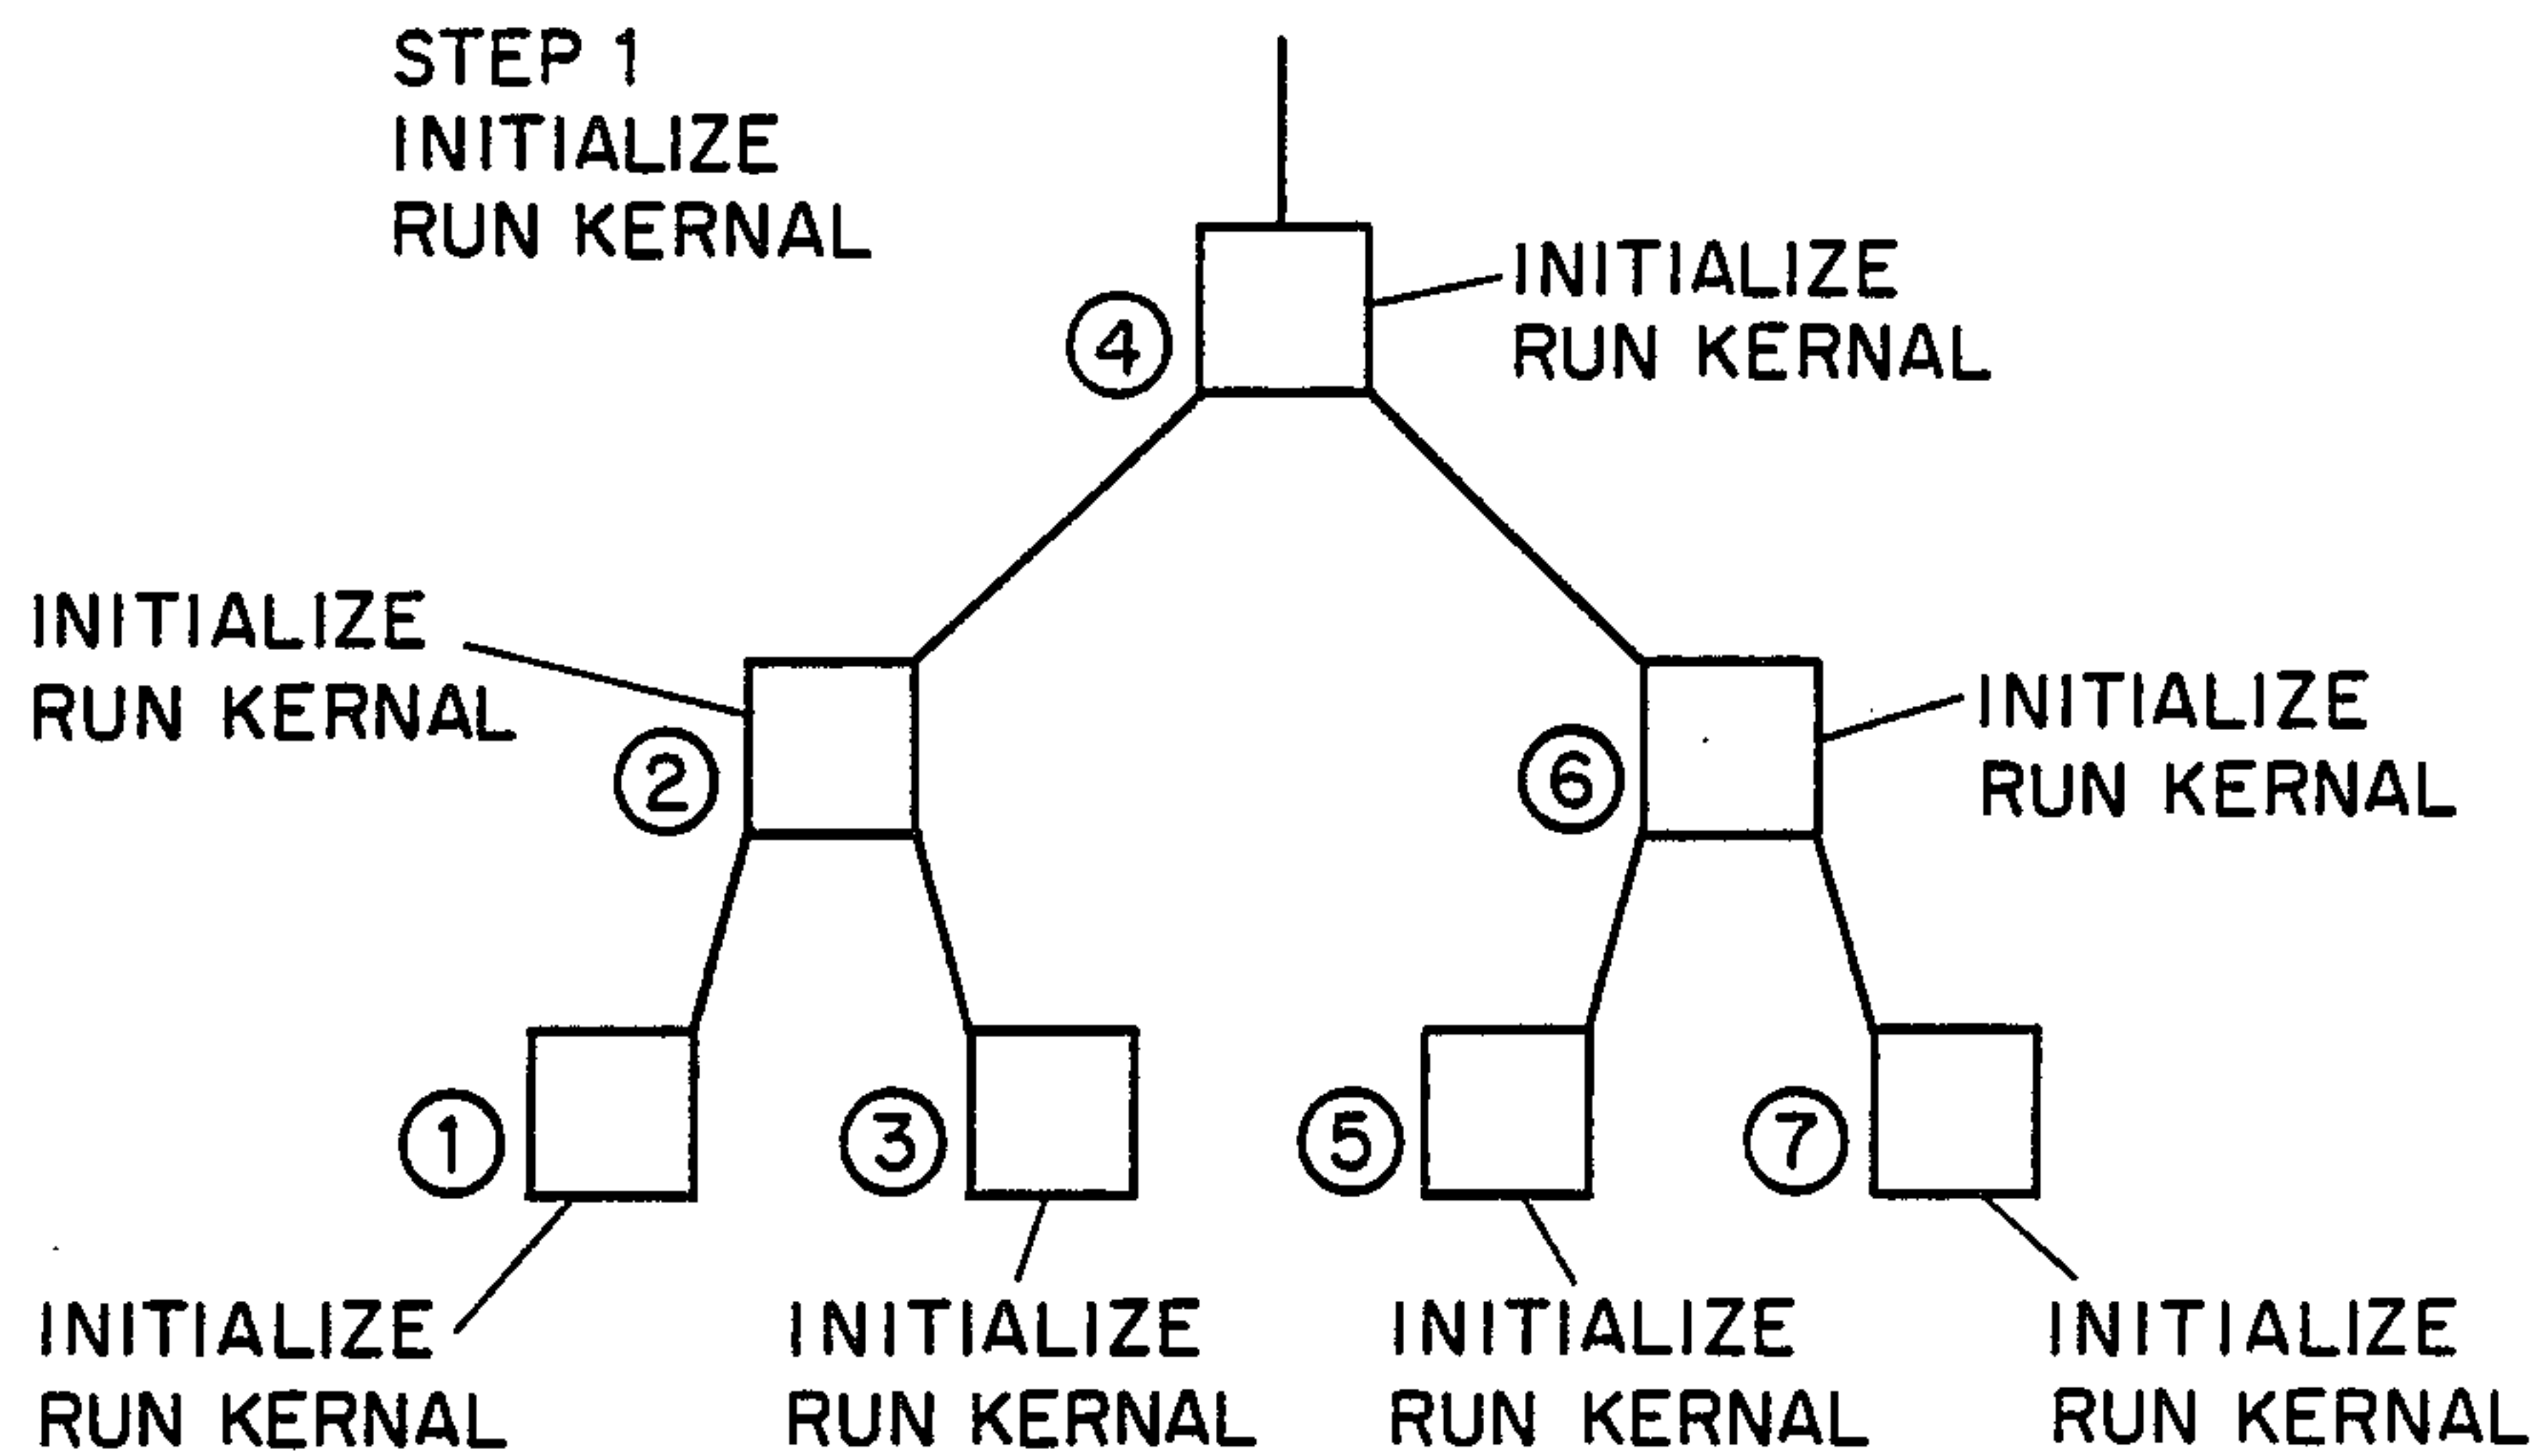 STEP 1
INITIALIZE
RUN KERNAL
INITIALIZE
RUN KERNAL
4
INITIALIZE
RUN KERNAL
2
INITIALIZE
RUN KERNAL
6
1
3
5
7
INITIALIZE
RUN KERNAL
INITIALIZE
RUN KERNAL
INITIALIZE
RUN KERNAL
INITIALIZE
RUN KERNAL